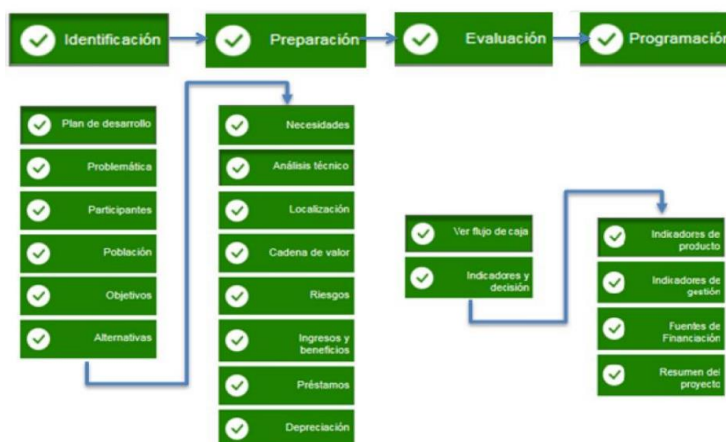 Identificación
Preparación
Evaluación
Programación
Plan de desarrollo
Problemática
Participantes
Población
Objetivos
Alternativas
Necesidades
Análisis técnico
Localización
Cadena de valor
Riesgos
Ingresos y
beneficios
Préstamos
Depreciación
Ver flujo de caja
Indicadores y
decisión
Indicadores de
producto
Indicadores de
gestión
Fuentes de
Financiación
Resumen del
proyecto